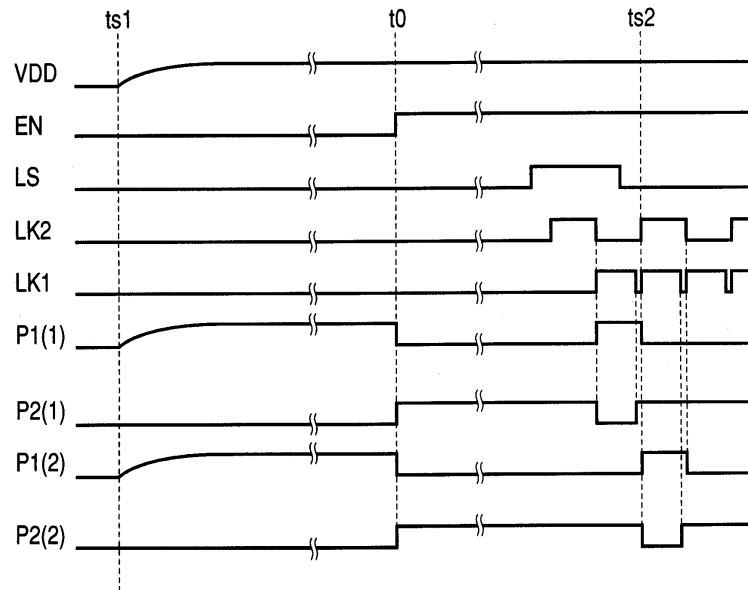 ts1 t0 ts2
VDD
EN
LS
LK2
LK1
P1(1)
P2(1)
P1(2)
P2(2)